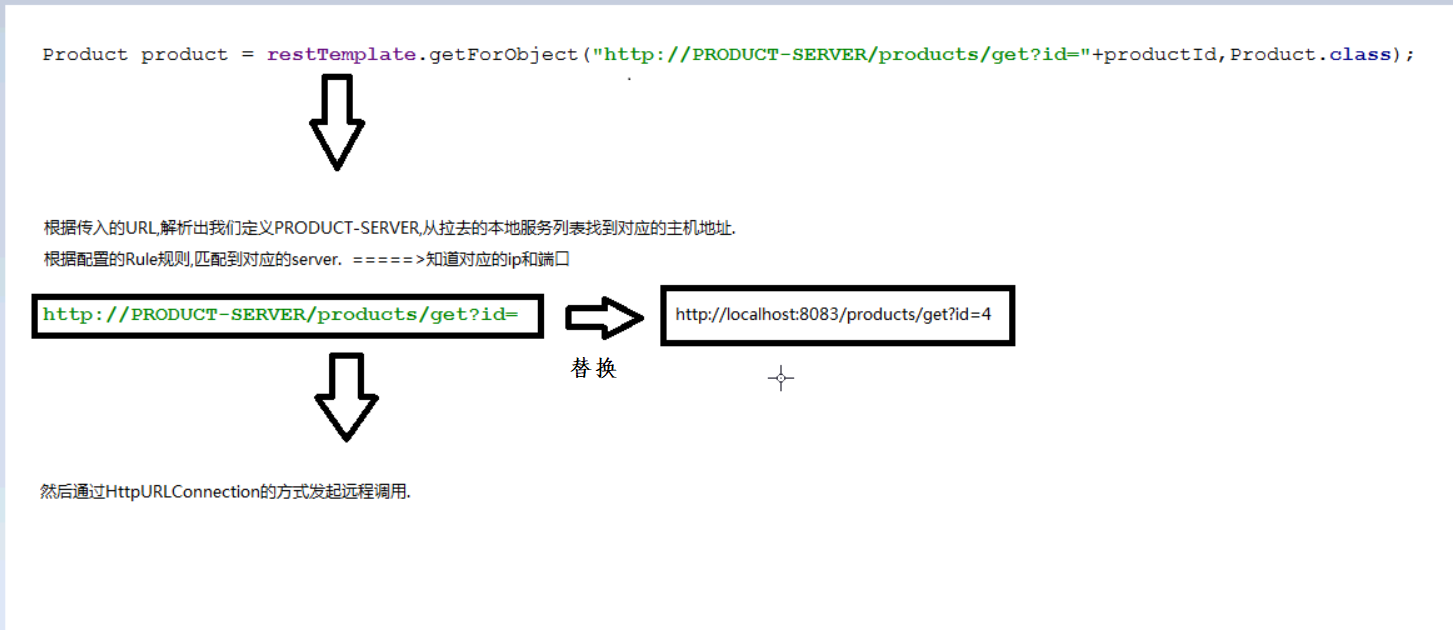 Product product = restTemplate.getForObject("http://PRODUCT-SERVER/products/get?id="+productId,Product.class);
根据传入的URL,解析出我们定义PRODUCT-SERVER,从拉去的本地服务列表找到对应的主机地址.
根据配置的Rule规则,匹配到对应的server. =====>知道对应的ip和端口
http://PRODUCT-SERVER/products/get?id=
http://localhost:8083/products/get?id=4
替换
然后通过HttpURLConnection的方式发起远程调用.